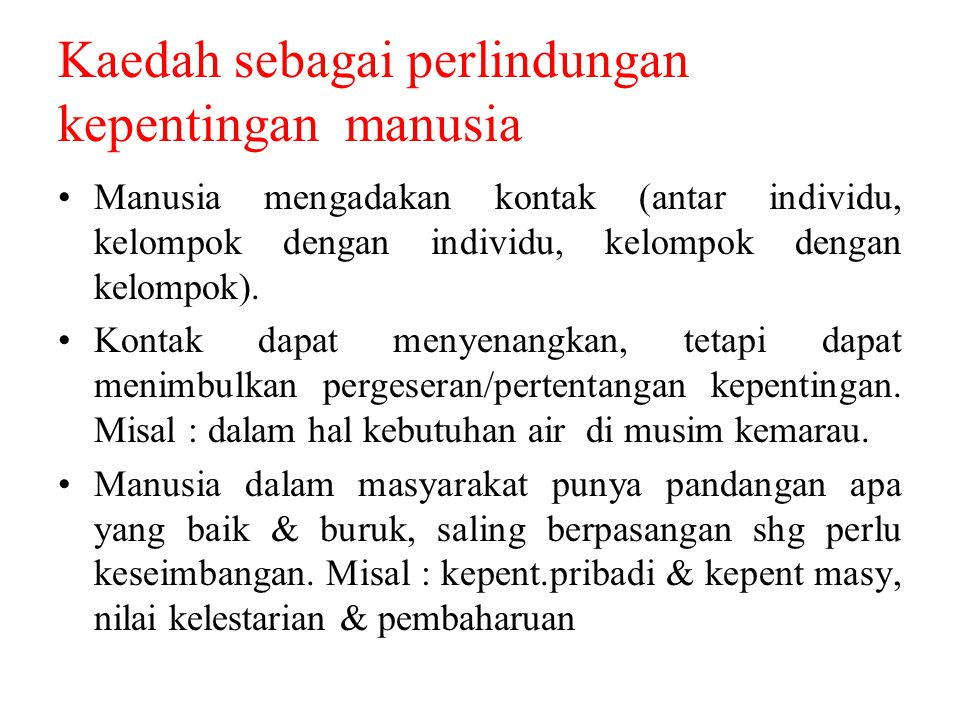 Kaedah sebagai perlindungan
kepentingan manusia
• Manusia mengadakan kontak (antar individu,
kelompok dengan individu, kelompok dengan
kelompok).
• Kontak dapat menyenangkan, tetapi dapat
menimbulkan pergeseran/pertentangan kepentingan.
Misal : dalam hal kebutuhan air di musim kemarau.
• Manusia dalam masyarakat punya pandangan apa
yang baik & buruk, saling berpasangan shg perlu
keseimbangan. Misal : kepent.pribadi & kepent masy,
nilai kelestarian & pembaharuan